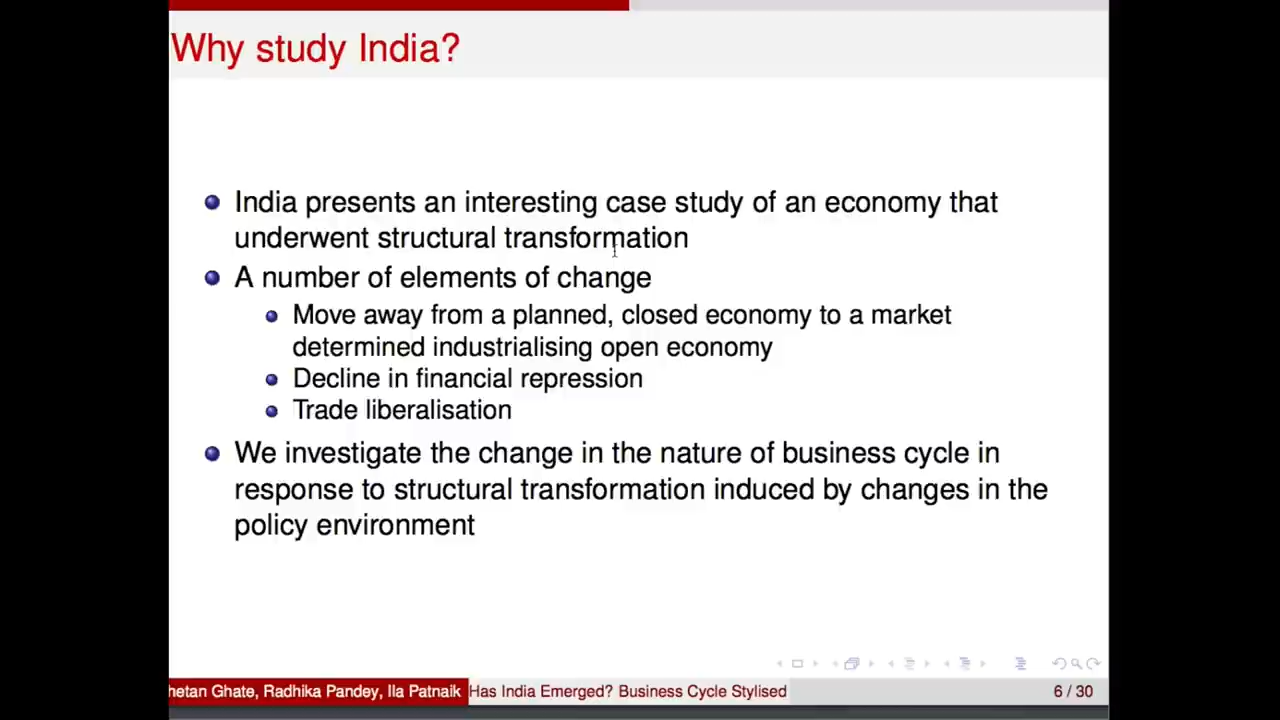 Why study India?
India presents an interesting case study of an economy that
underwent structural transformation
A number of elements of change
Move away from a planned, closed economy to a market
determined industrialising open economy
Decline in financial repression
Trade liberalisation
We investigate the change in the nature of business cycle in
response to structural transformation induced by changes in the
policy environment
hetan Ghate, Radhika Pandey, Ila Patnaik Has India Emerged? Business Cycle Stylised 6 / 30